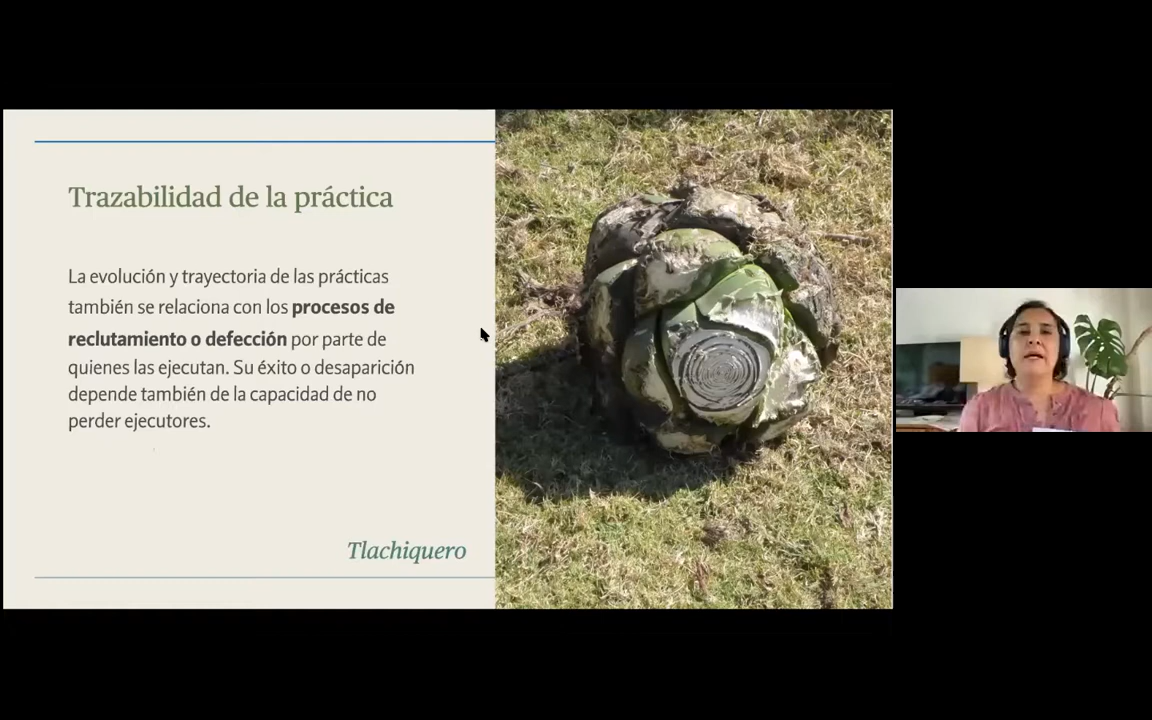 Trazabilidad de la práctica
La evolución y trayectoria de las prácticas
también se relaciona con los procesos de
reclutamiento o defección por parte de
quienes las ejecutan. Su éxito o desaparición
depende también de la capacidad de no
perder ejecutores.
Tlachiquero